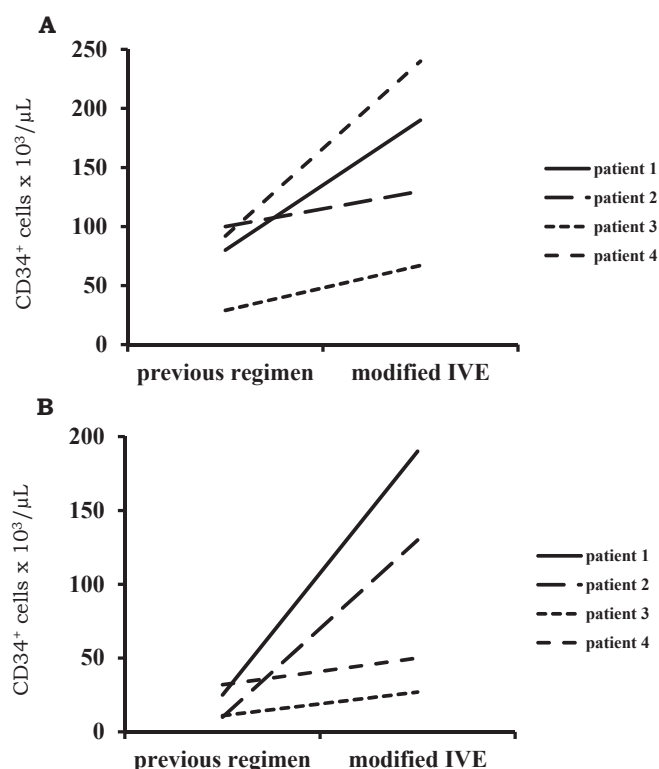 A
CD34⁺ cells x 10³/μL
250
200
150
100
50
0
previous regimen
modified IVE
patient 1
patient 2
patient 3
patient 4
B
CD34⁺ cells x 10³/μL
200
150
100
50
0
previous regimen
modified IVE
patient 1
patient 2
patient 3
patient 4